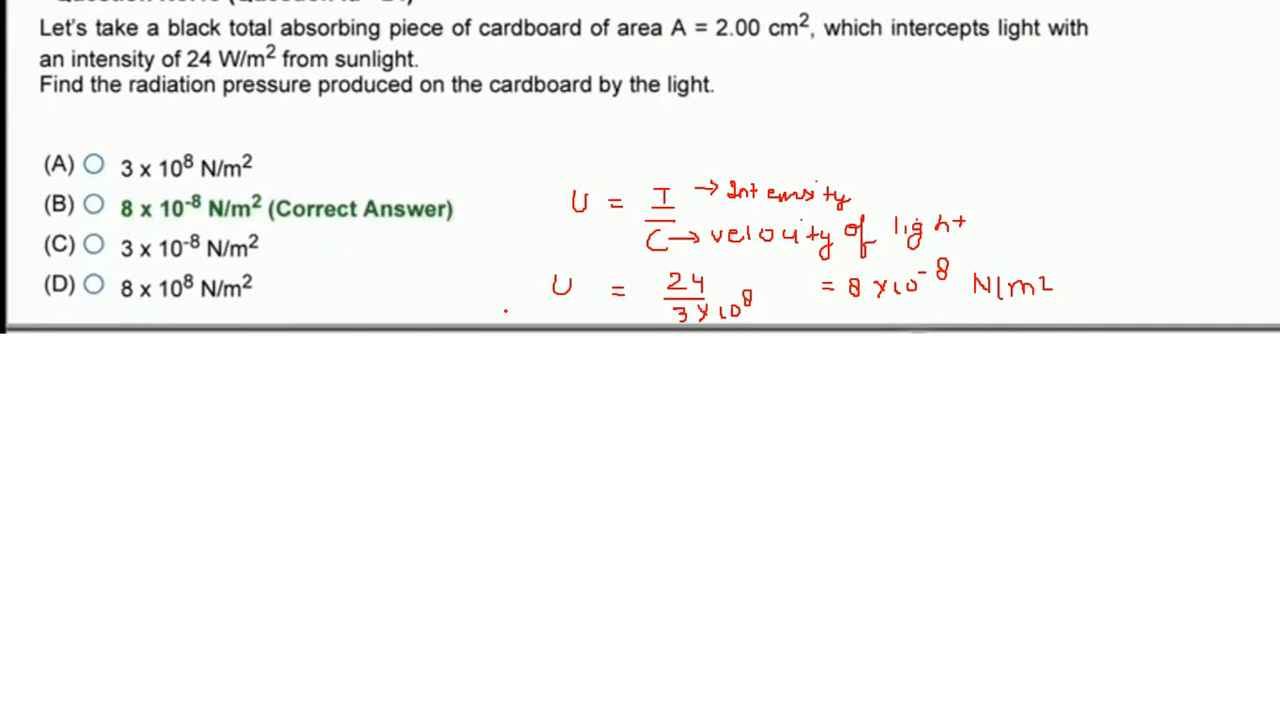 Let's take a black total absorbing piece of cardboard of area A = 2.00 cm², which intercepts light with
an intensity of 24 W/m² from sunlight.
Find the radiation pressure produced on the cardboard by the light.
(A) 3 x 10⁸ N/m²
(B) 8 x 10⁻⁸ N/m² (Correct Answer)
(C) 3 x 10⁻⁸ N/m²
(D) 8 x 10⁸ N/m²
U = I → Intensity
C → velocity of light
U = 24 / 3 x 10⁸ = 8 x 10⁻⁸ N/m²